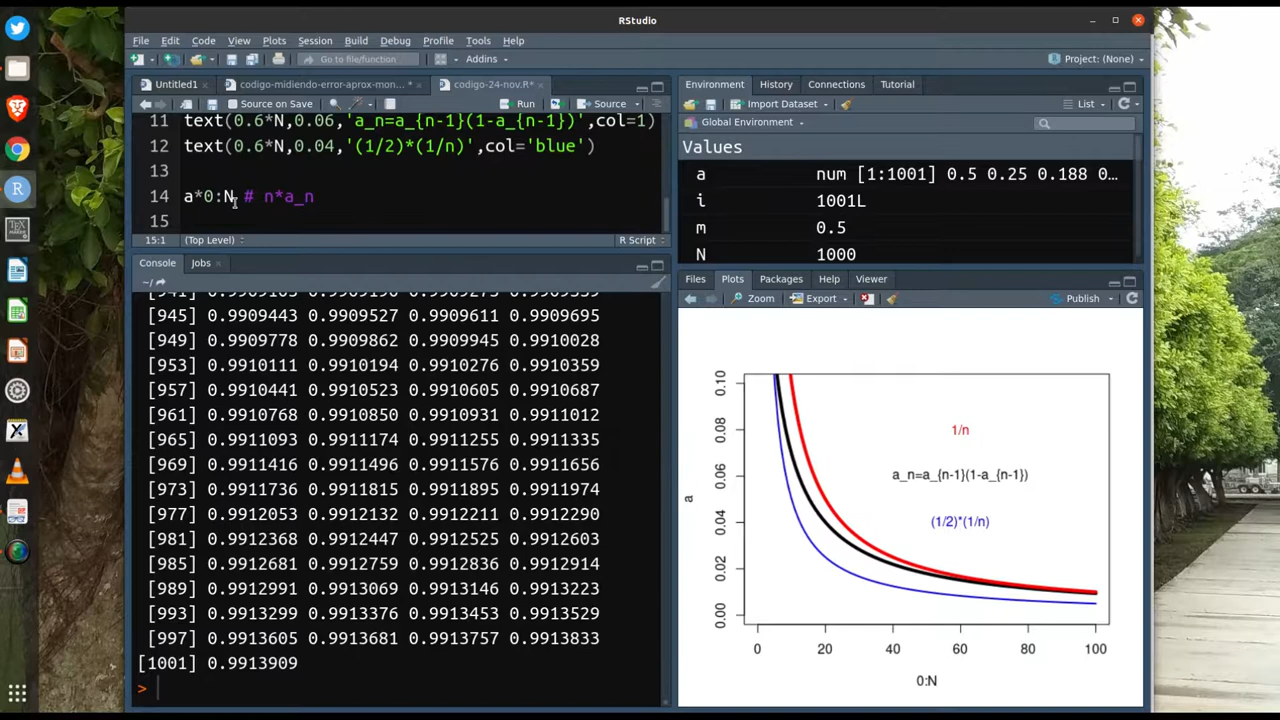 RStudio
File Edit Code View Plots Session Build Debug Profile Tools Help
Go to file/function Addins Project: (None)
Untitled1 codigo-midiendo-error-aprox-mon... * codigo-24-nov.R*
Source on Save Run Source
11 text(0.6*N,0.06,'a_n=a_{n-1}(1-a_{n-1})',col=1)
12 text(0.6*N,0.04,'(1/2)*(1/n)',col='blue')
13
14 a*0:N # n*a_n
15
15:1 (Top Level) R Script
Console Jobs
~/
[945] 0.9909443 0.9909527 0.9909611 0.9909695
[949] 0.9909778 0.9909862 0.9909945 0.9910028
[953] 0.9910111 0.9910194 0.9910276 0.9910359
[957] 0.9910441 0.9910523 0.9910605 0.9910687
[961] 0.9910768 0.9910850 0.9910931 0.9911012
[965] 0.9911093 0.9911174 0.9911255 0.9911335
[969] 0.9911416 0.9911496 0.9911576 0.9911656
[973] 0.9911736 0.9911815 0.9911895 0.9911974
[977] 0.9912053 0.9912132 0.9912211 0.9912290
[981] 0.9912368 0.9912447 0.9912525 0.9912603
[985] 0.9912681 0.9912759 0.9912836 0.9912914
[989] 0.9912991 0.9913069 0.9913146 0.9913223
[993] 0.9913299 0.9913376 0.9913453 0.9913529
[997] 0.9913605 0.9913681 0.9913757 0.9913833
[1001] 0.9913909
>
Environment History Connections Tutorial
Import Dataset List
Global Environment
Values
a num [1:1001] 0.5 0.25 0.188 0...
i 1001L
m 0.5
N 1000
Files Plots Packages Help Viewer
Zoom Export Publish
1/n
a_n=a_{n-1}(1-a_{n-1})
(1/2)*(1/n)
a
0.00 0.02 0.04 0.06 0.08 0.10
0 20 40 60 80 100
0:N